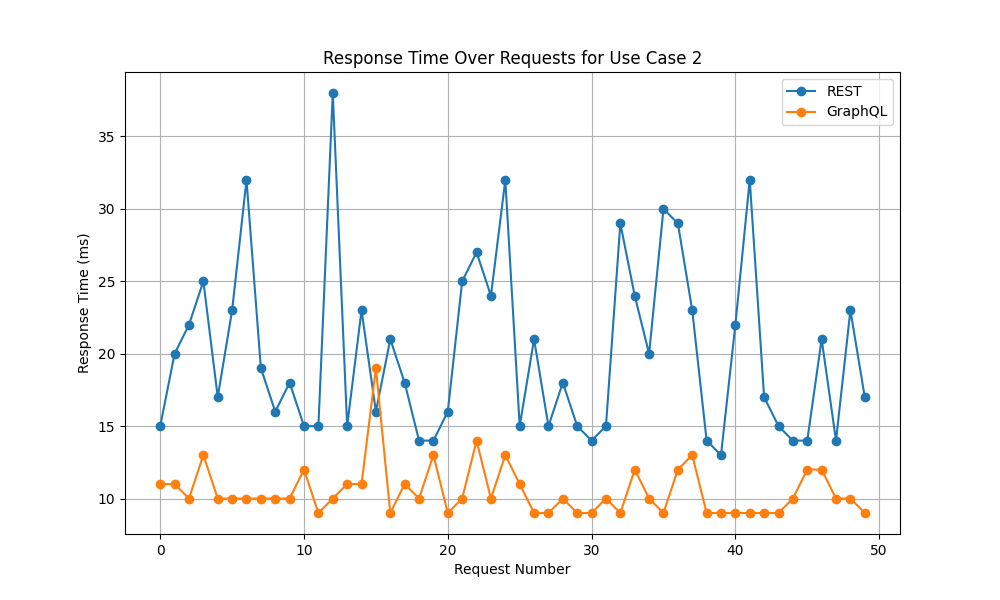 Response Time Over Requests for Use Case 2
REST
GraphQL
Response Time (ms)
35
30
25
20
15
10
0 10 20 30 40 50
Request Number